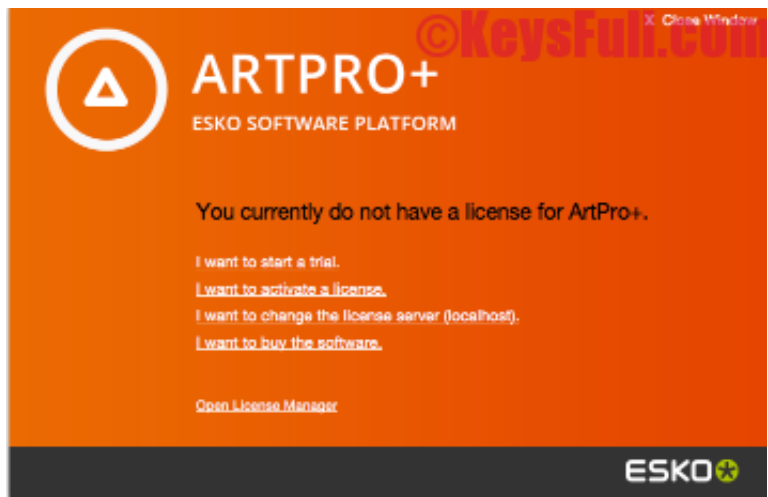 ©KeysFull.com
X Close Window
ARTPRO+
ESKO SOFTWARE PLATFORM
You currently do not have a license for ArtPro+.
I want to start a trial.
I want to activate a license.
I want to change the license server (localhost).
I want to buy the software.
Open License Manager
ESKO